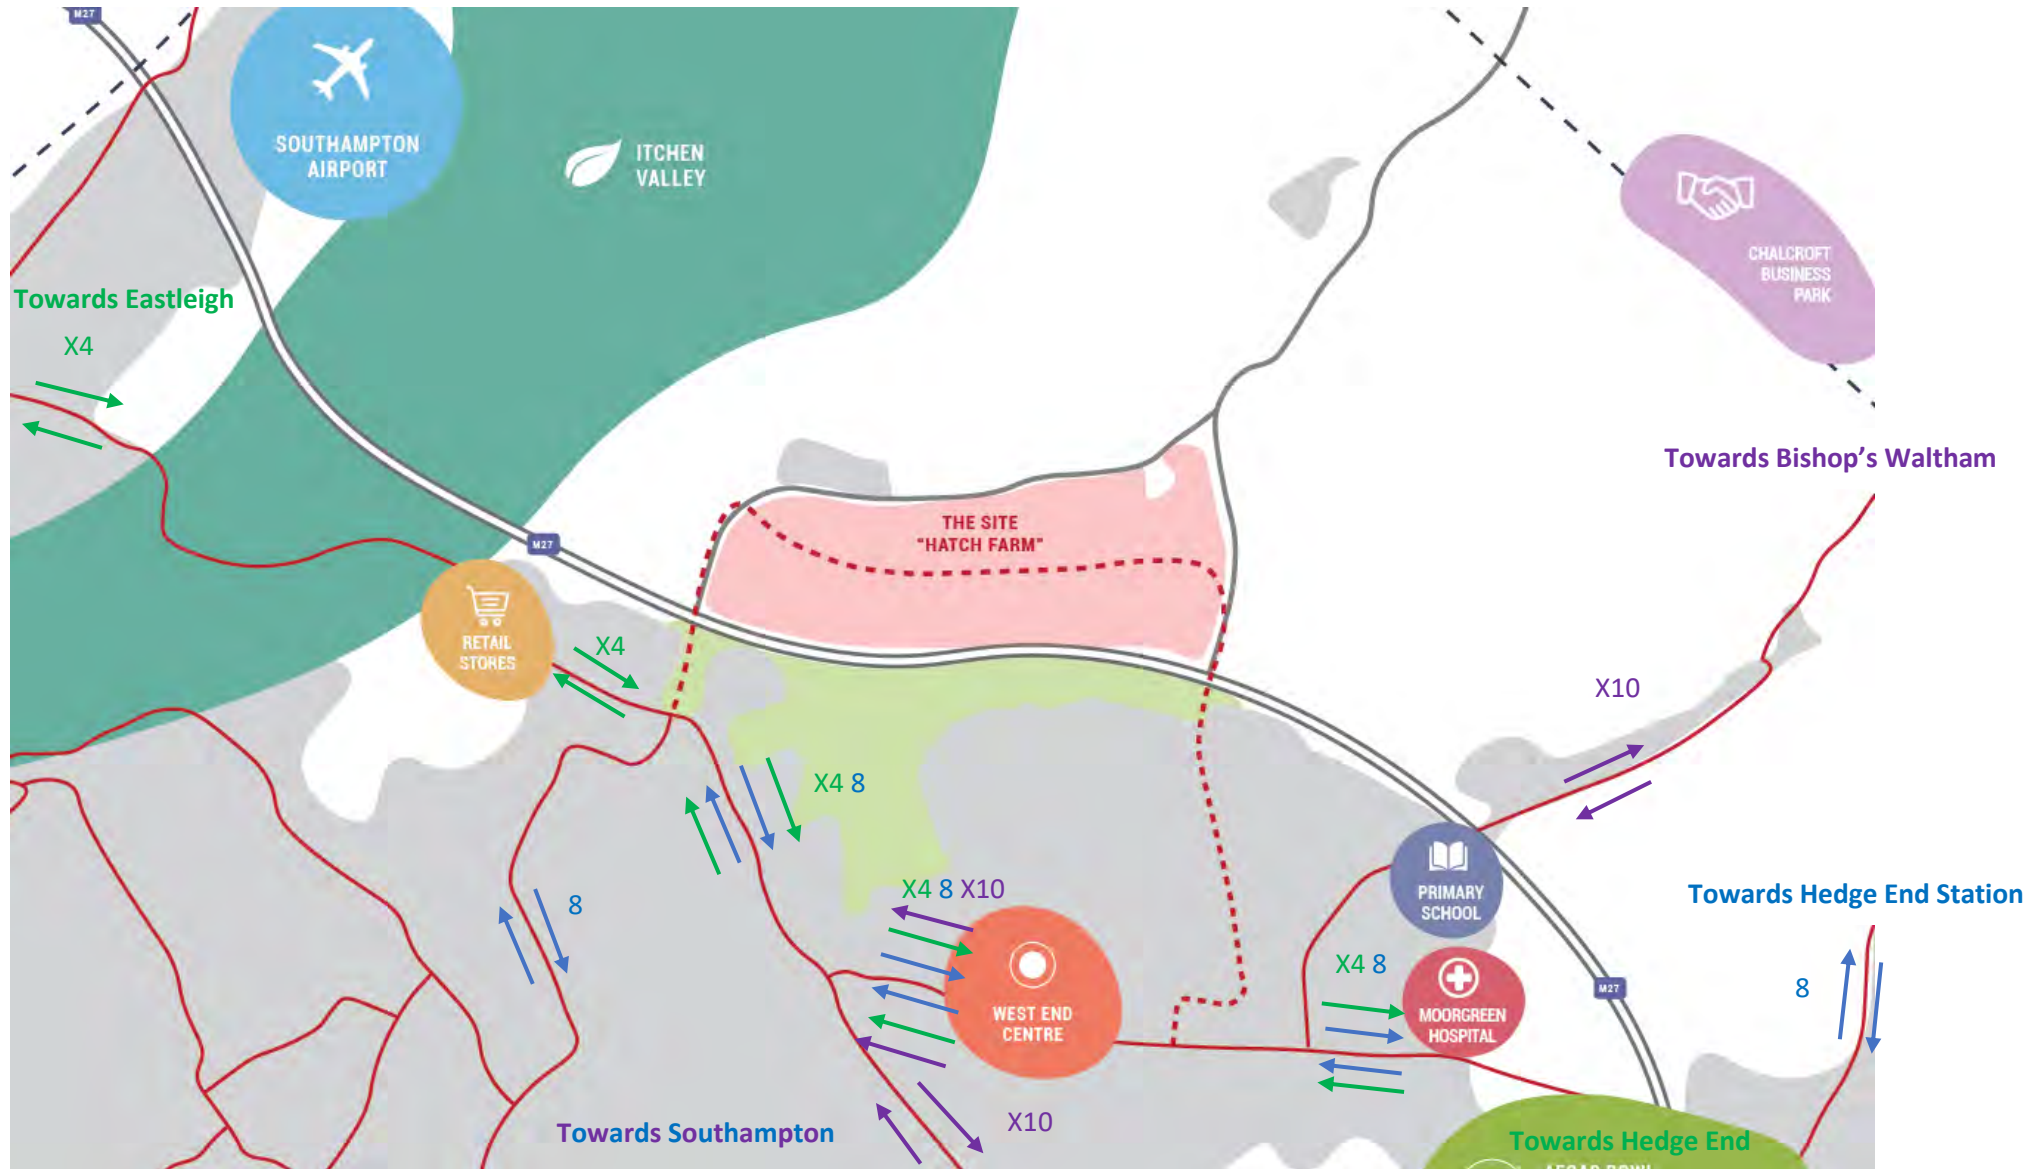 M27
SOUTHAMPTON
AIRPORT
ITCHEN
VALLEY
CHALCROFT
BUSINESS
PARK
Towards Eastleigh
X4
Towards Bishop's Waltham
THE SITE
"HATCH FARM"
M27
RETAIL
STORES
X4
X10
X4 8
X4 8 X10
8
PRIMARY
SCHOOL
Towards Hedge End Station
X4 8
8
M27
WEST END
CENTRE
MOORGREEN
HOSPITAL
X10
Towards Southampton
Towards Hedge End